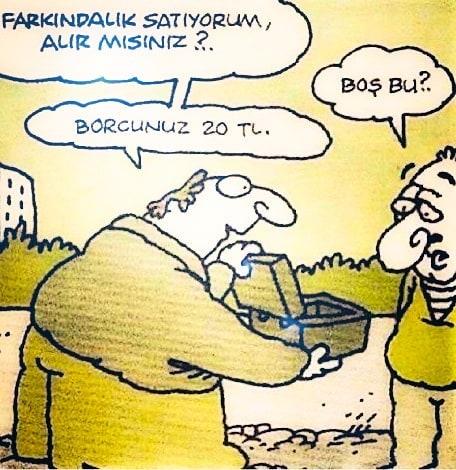 FARKINDALIK SATIYORUM,
ALIR MISINIZ?.
BOŞ BU?.
BORCUNUZ 20 TL.